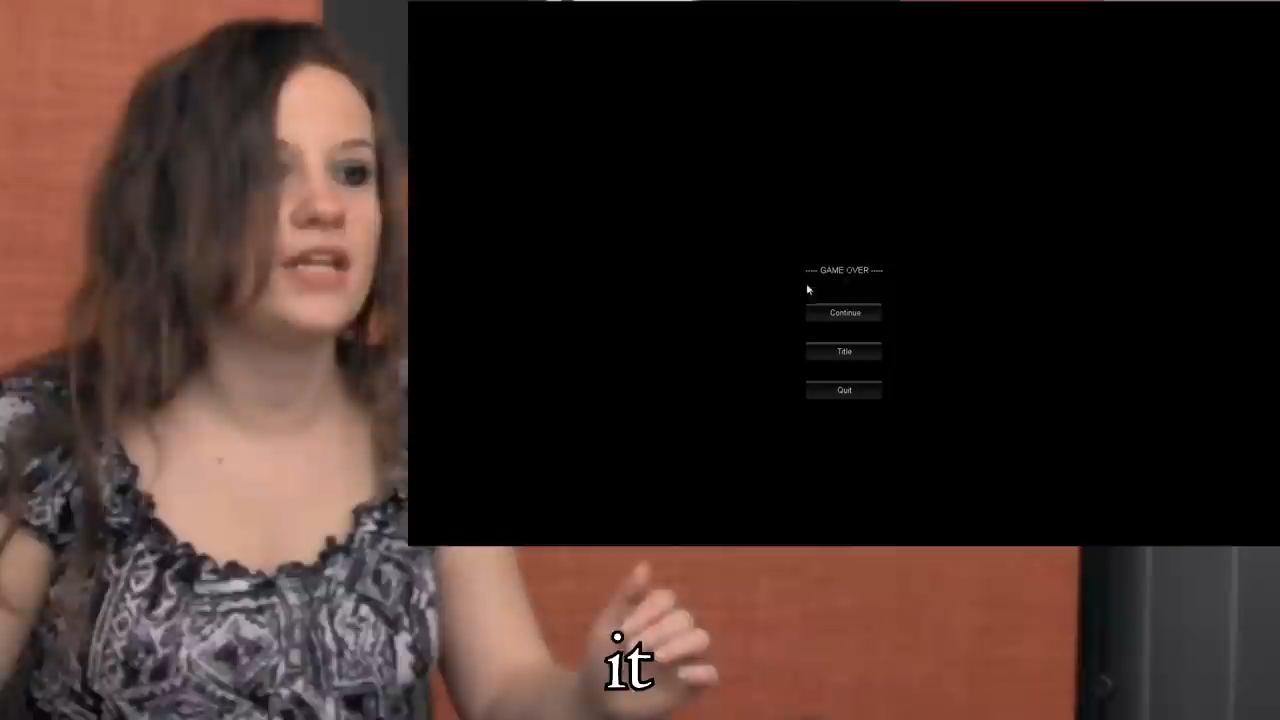 ----- GAME OVER -----
Continue
Title
Quit
it